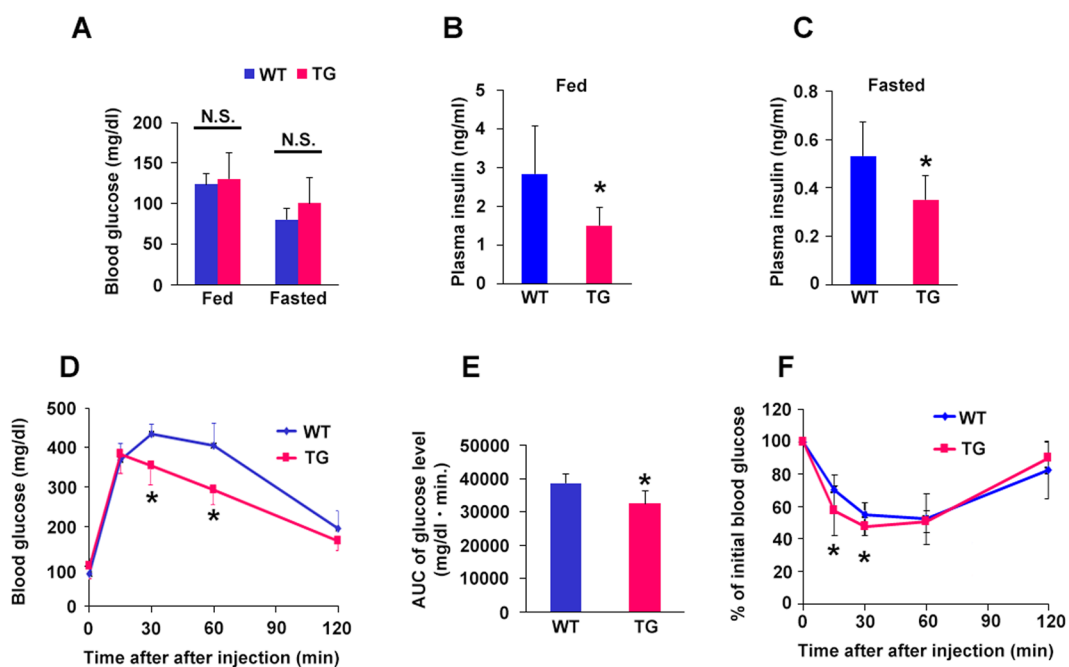 A
WT TG
Blood glucose (mg/dl)
200
150
100
50
0
N.S.
N.S.
Fed Fasted
B
Fed
Plasma insulin (ng/ml)
5
4
3
2
1
0
*
WT TG
C
Fasted
Plasma insulin (ng/ml)
0.8
0.6
0.4
0.2
0
*
WT TG
D
Blood glucose (mg/dl)
500
400
300
200
100
0
WT
TG
*
*
0 30 60 120
Time after after injection (min)
E
AUC of glucose level
(mg/dl · min.)
50000
40000
30000
20000
10000
0
*
WT TG
F
% of initial blood glucose
120
100
80
60
40
20
0
WT
TG
* *
0 30 60 120
Time after after injection (min)